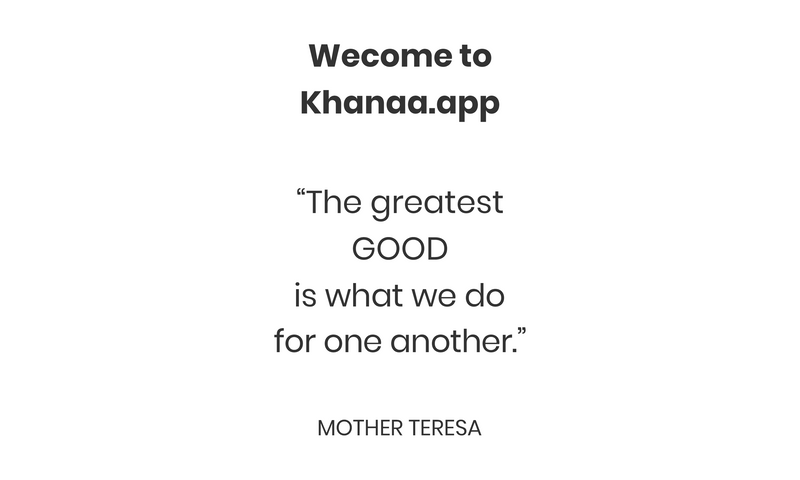 Wecome to
Khanaa.app
“The greatest
GOOD
is what we do
for one another.”
MOTHER TERESA